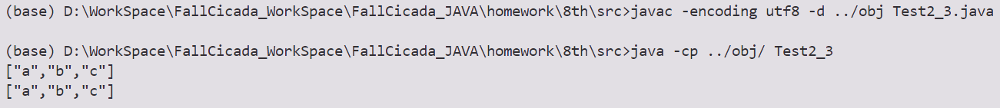 (base) D:\WorkSpace\FallCicada_WorkSpace\FallCicada_JAVA\homework\8th\src>javac -encoding utf8 -d ../obj Test2_3.java
(base) D:\WorkSpace\FallCicada_WorkSpace\FallCicada_JAVA\homework\8th\src>java -cp ../obj/ Test2_3
["a","b","c"]
["a","b","c"]